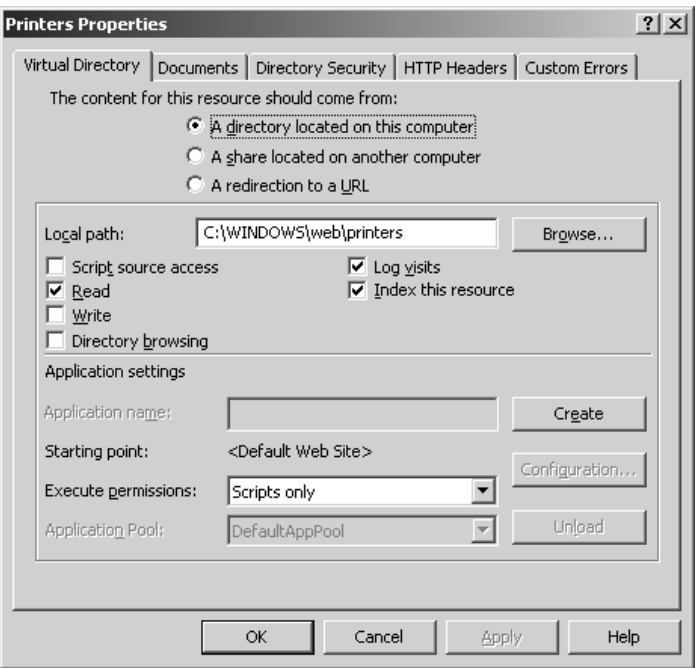 Printers Properties
Virtual Directory Documents Directory Security HTTP Headers Custom Errors
The content for this resource should come from:
A directory located on this computer
A share located on another computer
A redirection to a URL
Local path: C:\WINDOWS\web\printers Browse...
Script source access Log visits
Read Index this resource
Write
Directory browsing
Application settings
Application name: Create
Starting point: <Default Web Site>
Configuration...
Execute permissions: Scripts only
Application Pool: DefaultAppPool Unload
OK Cancel Apply Help